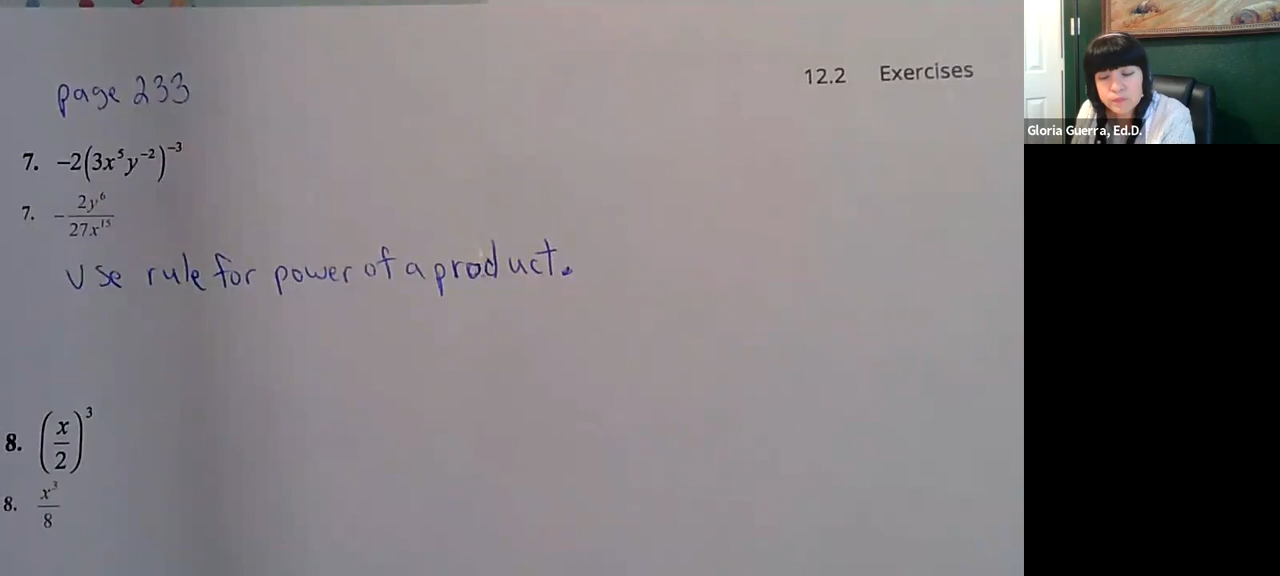 page 233
12.2 Exercises
7. −2(3x⁵y⁻²)⁻³
7. −2y⁶/27x¹⁵
Use rule for power of a product.
8. (x/2)³
8. x³/8
Gloria Guerra, Ed.D.